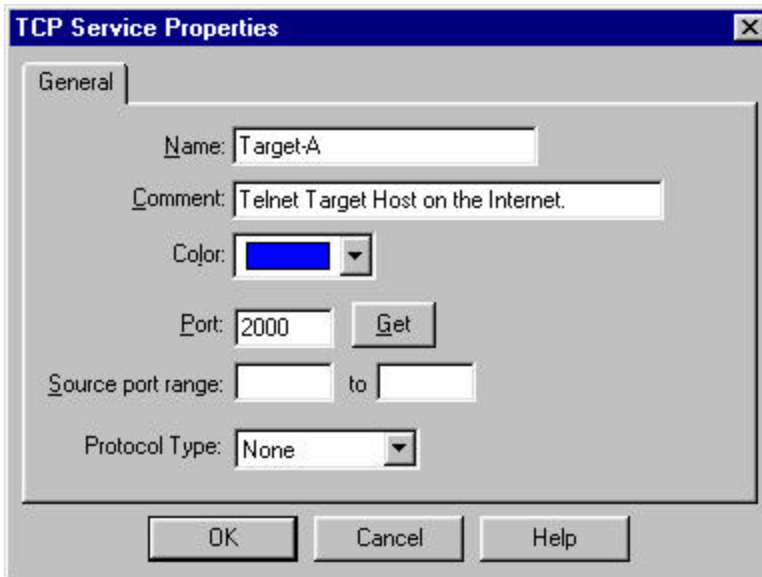 TCP Service Properties
General
Name: Target-A
Comment: Telnet Target Host on the Internet.
Color:
Port: 2000 Get
Source port range: to
Protocol Type: None
OK Cancel Help